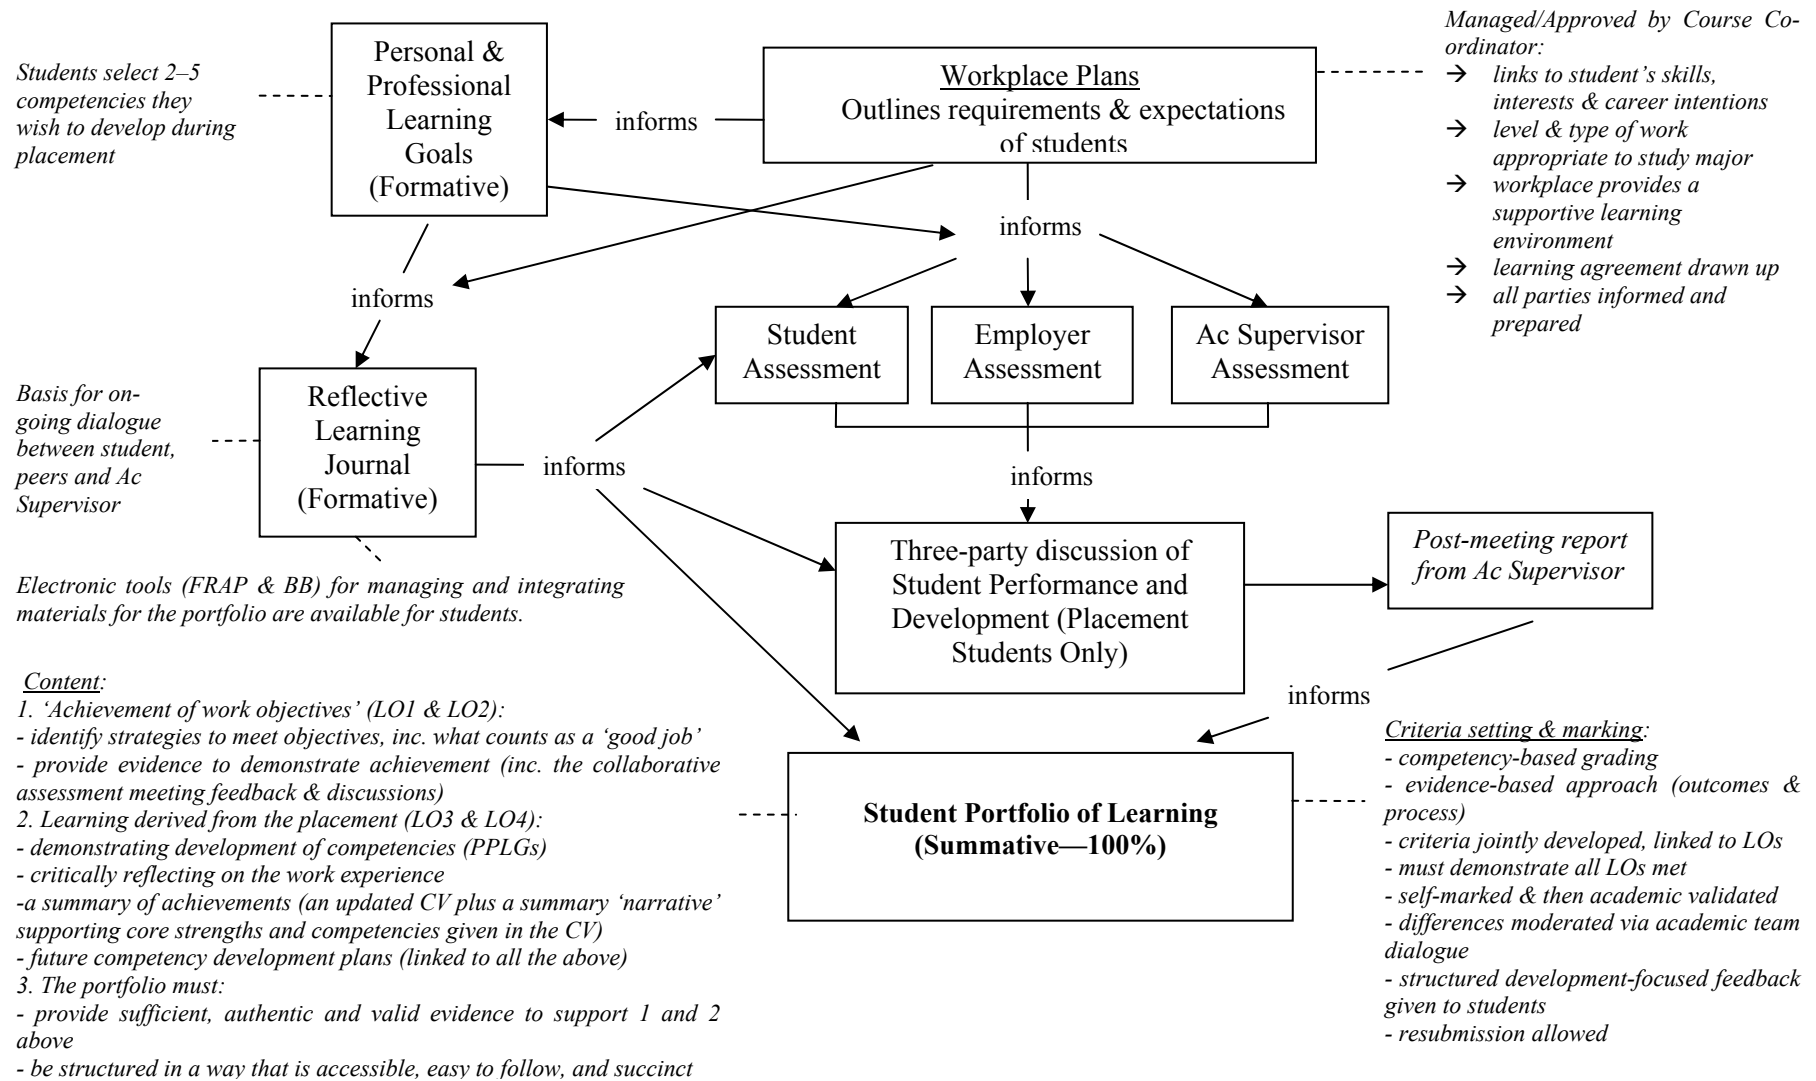 Students select 2–5
competencies they
wish to develop during
placement
Personal &
Professional
Learning
Goals
(Formative)
informs
Workplace Plans
Outlines requirements & expectations
of students
Managed/Approved by Course Co-
ordinator:
→ links to student’s skills,
interests & career intentions
→ level & type of work
appropriate to study major
→ workplace provides a
supportive learning
environment
→ learning agreement drawn up
→ all parties informed and
prepared
informs
informs
Student
Assessment
Employer
Assessment
Ac Supervisor
Assessment
Basis for on-
going dialogue
between student,
peers and Ac
Supervisor
Reflective
Learning
Journal
(Formative)
informs
informs
Electronic tools (FRAP & BB) for managing and integrating
materials for the portfolio are available for students.
Three-party discussion of
Student Performance and
Development (Placement
Students Only)
Post-meeting report
from Ac Supervisor
informs
Content:
1. ‘Achievement of work objectives’ (LO1 & LO2):
- identify strategies to meet objectives, inc. what counts as a ‘good job’
- provide evidence to demonstrate achievement (inc. the collaborative
assessment meeting feedback & discussions)
2. Learning derived from the placement (LO3 & LO4):
- demonstrating development of competencies (PPLGs)
- critically reflecting on the work experience
-a summary of achievements (an updated CV plus a summary ‘narrative’
supporting core strengths and competencies given in the CV)
- future competency development plans (linked to all the above)
3. The portfolio must:
- provide sufficient, authentic and valid evidence to support 1 and 2
above
- be structured in a way that is accessible, easy to follow, and succinct
Student Portfolio of Learning
(Summative—100%)
Criteria setting & marking:
- competency-based grading
- evidence-based approach (outcomes &
process)
- criteria jointly developed, linked to LOs
- must demonstrate all LOs met
- self-marked & then academic validated
- differences moderated via academic team
dialogue
- structured development-focused feedback
given to students
- resubmission allowed